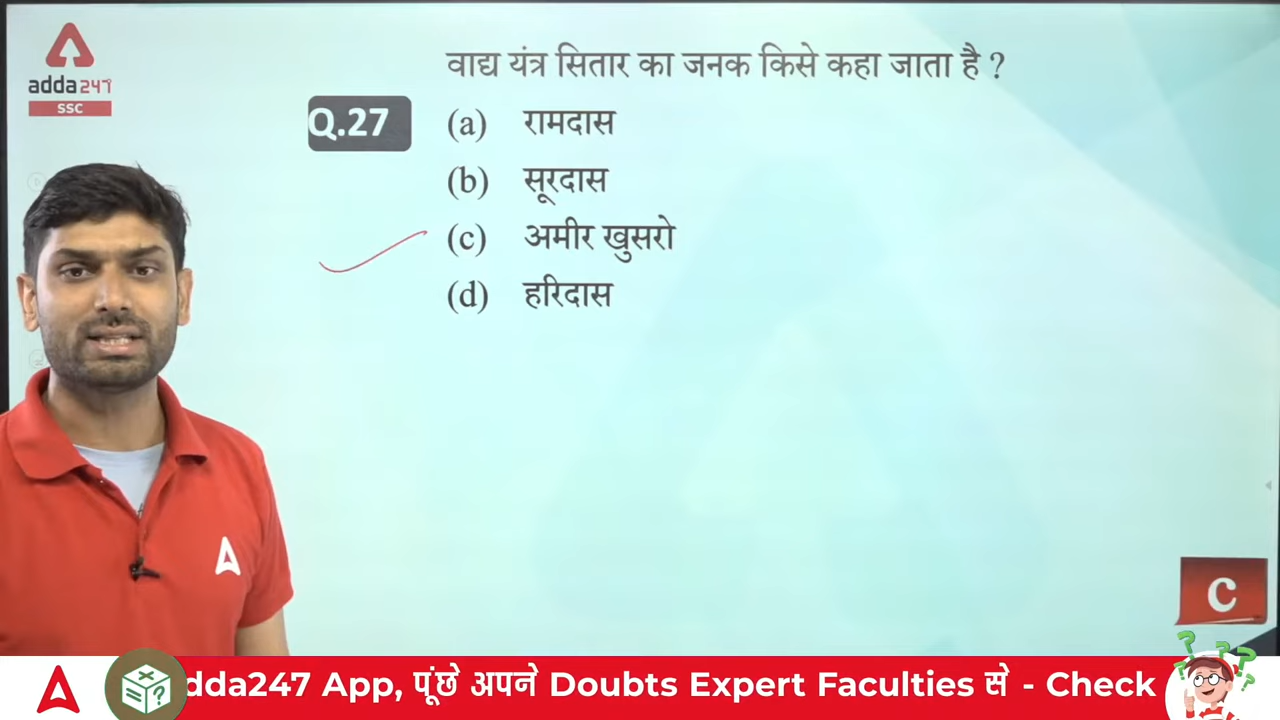 adda247
SSC
वाद्य यंत्र सितार का जनक किसे कहा जाता है ?
Q.27
(a) रामदास
(b) सूरदास
(c) अमीर खुसरो
(d) हरिदास
C
dda247 App, पूंछे अपने Doubts Expert Faculties से - Check